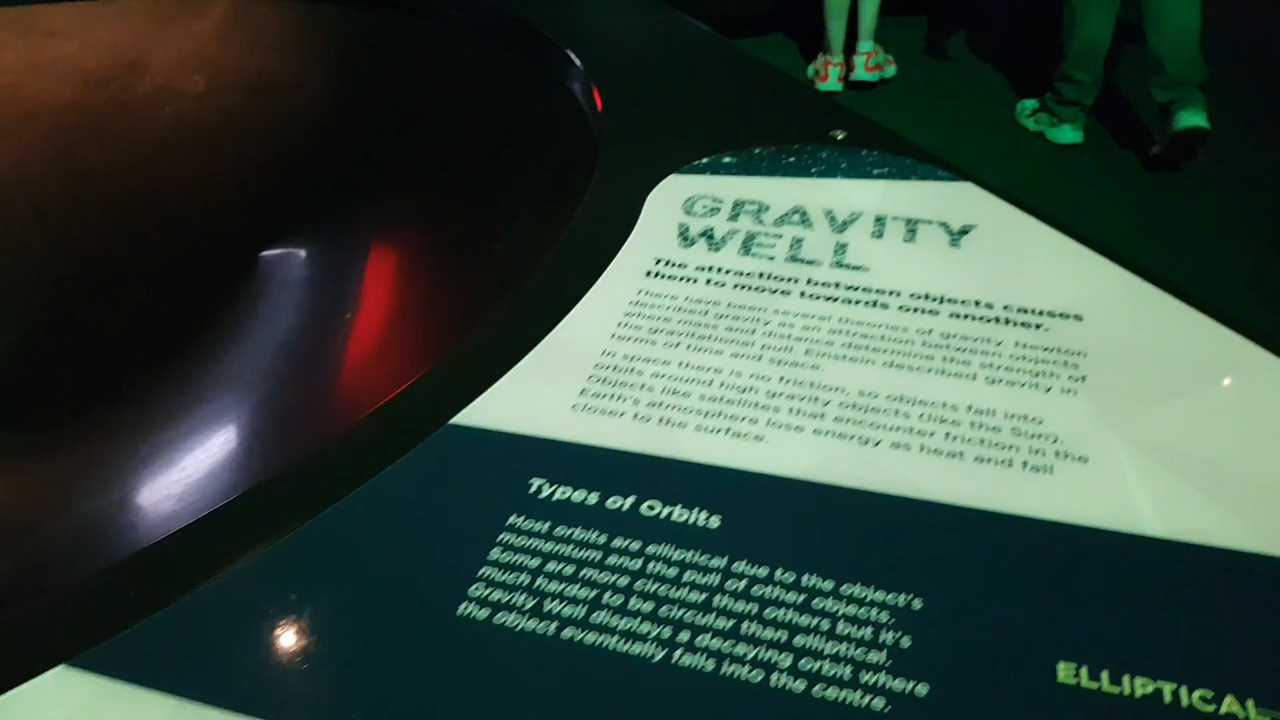 GRAVITY
WELL
The attraction between objects causes
them to move towards one another.
There have been several theories of gravity. Newton
described gravity as an attraction between objects
where mass and distance determine the strength of
the gravitational pull. Einstein described gravity in
terms of time and space.
In space there is no friction, so objects fall into
orbits around high gravity objects (like the Sun).
Objects like satellites that encounter friction in the
Earth's atmosphere lose energy as heat and fall
closer to the surface.
Types of Orbits
Most orbits are elliptical due to the object's
momentum and the pull of other objects.
Some are more circular than others but it's
much harder to be circular than elliptical.
Gravity Well displays a decaying orbit where
the object eventually falls into the centre.
ELLIPTICAL